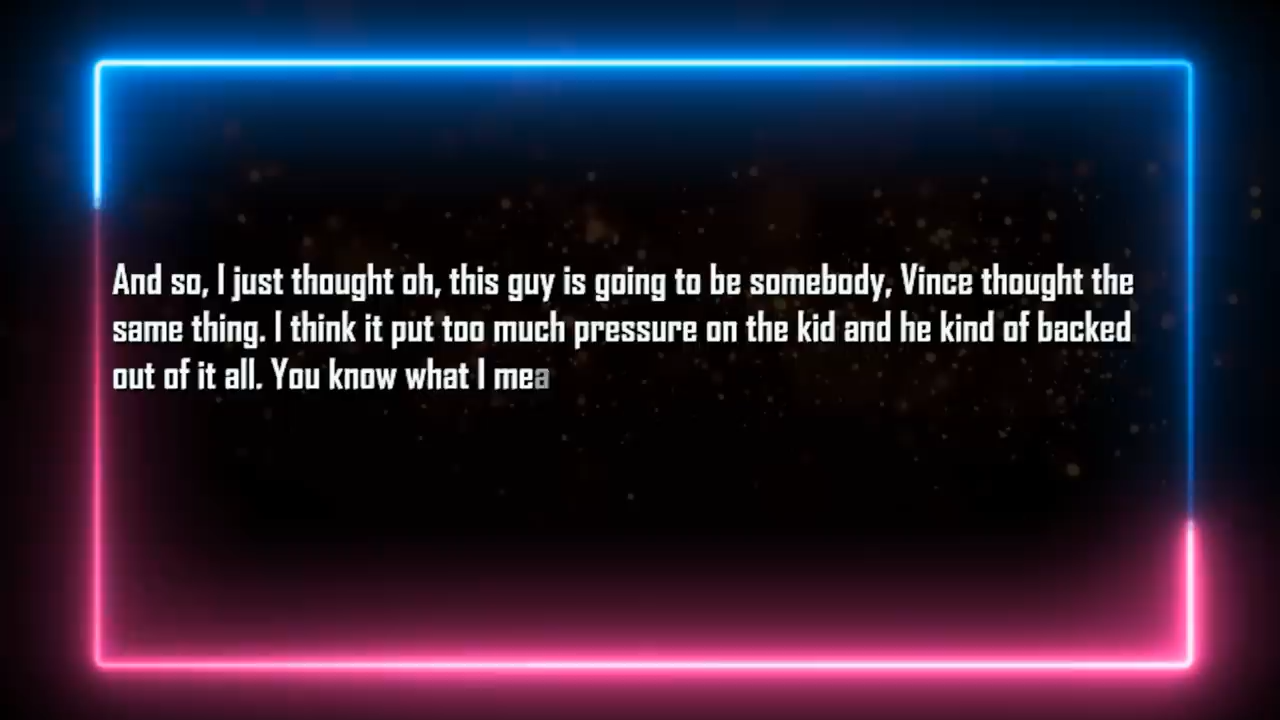 And so, I just thought oh, this guy is going to be somebody, Vince thought the
same thing. I think it put too much pressure on the kid and he kind of backed
out of it all. You know what I mea